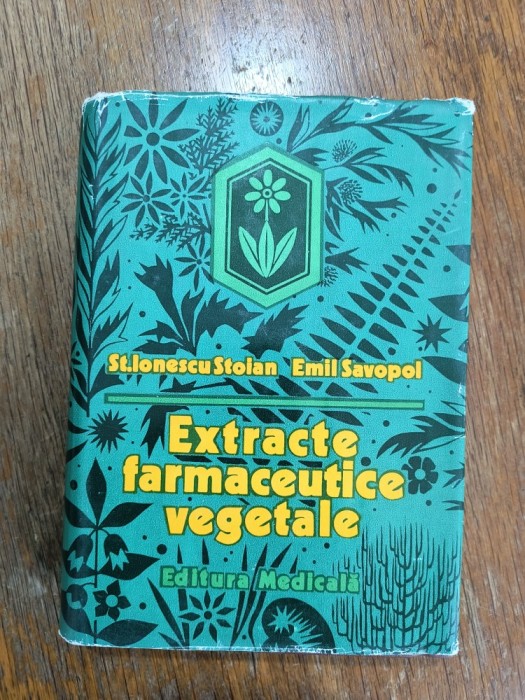 St.Ionescu Stoian Emil Savopol
Extracte
farmaceutice
vegetale
Editura Medicală